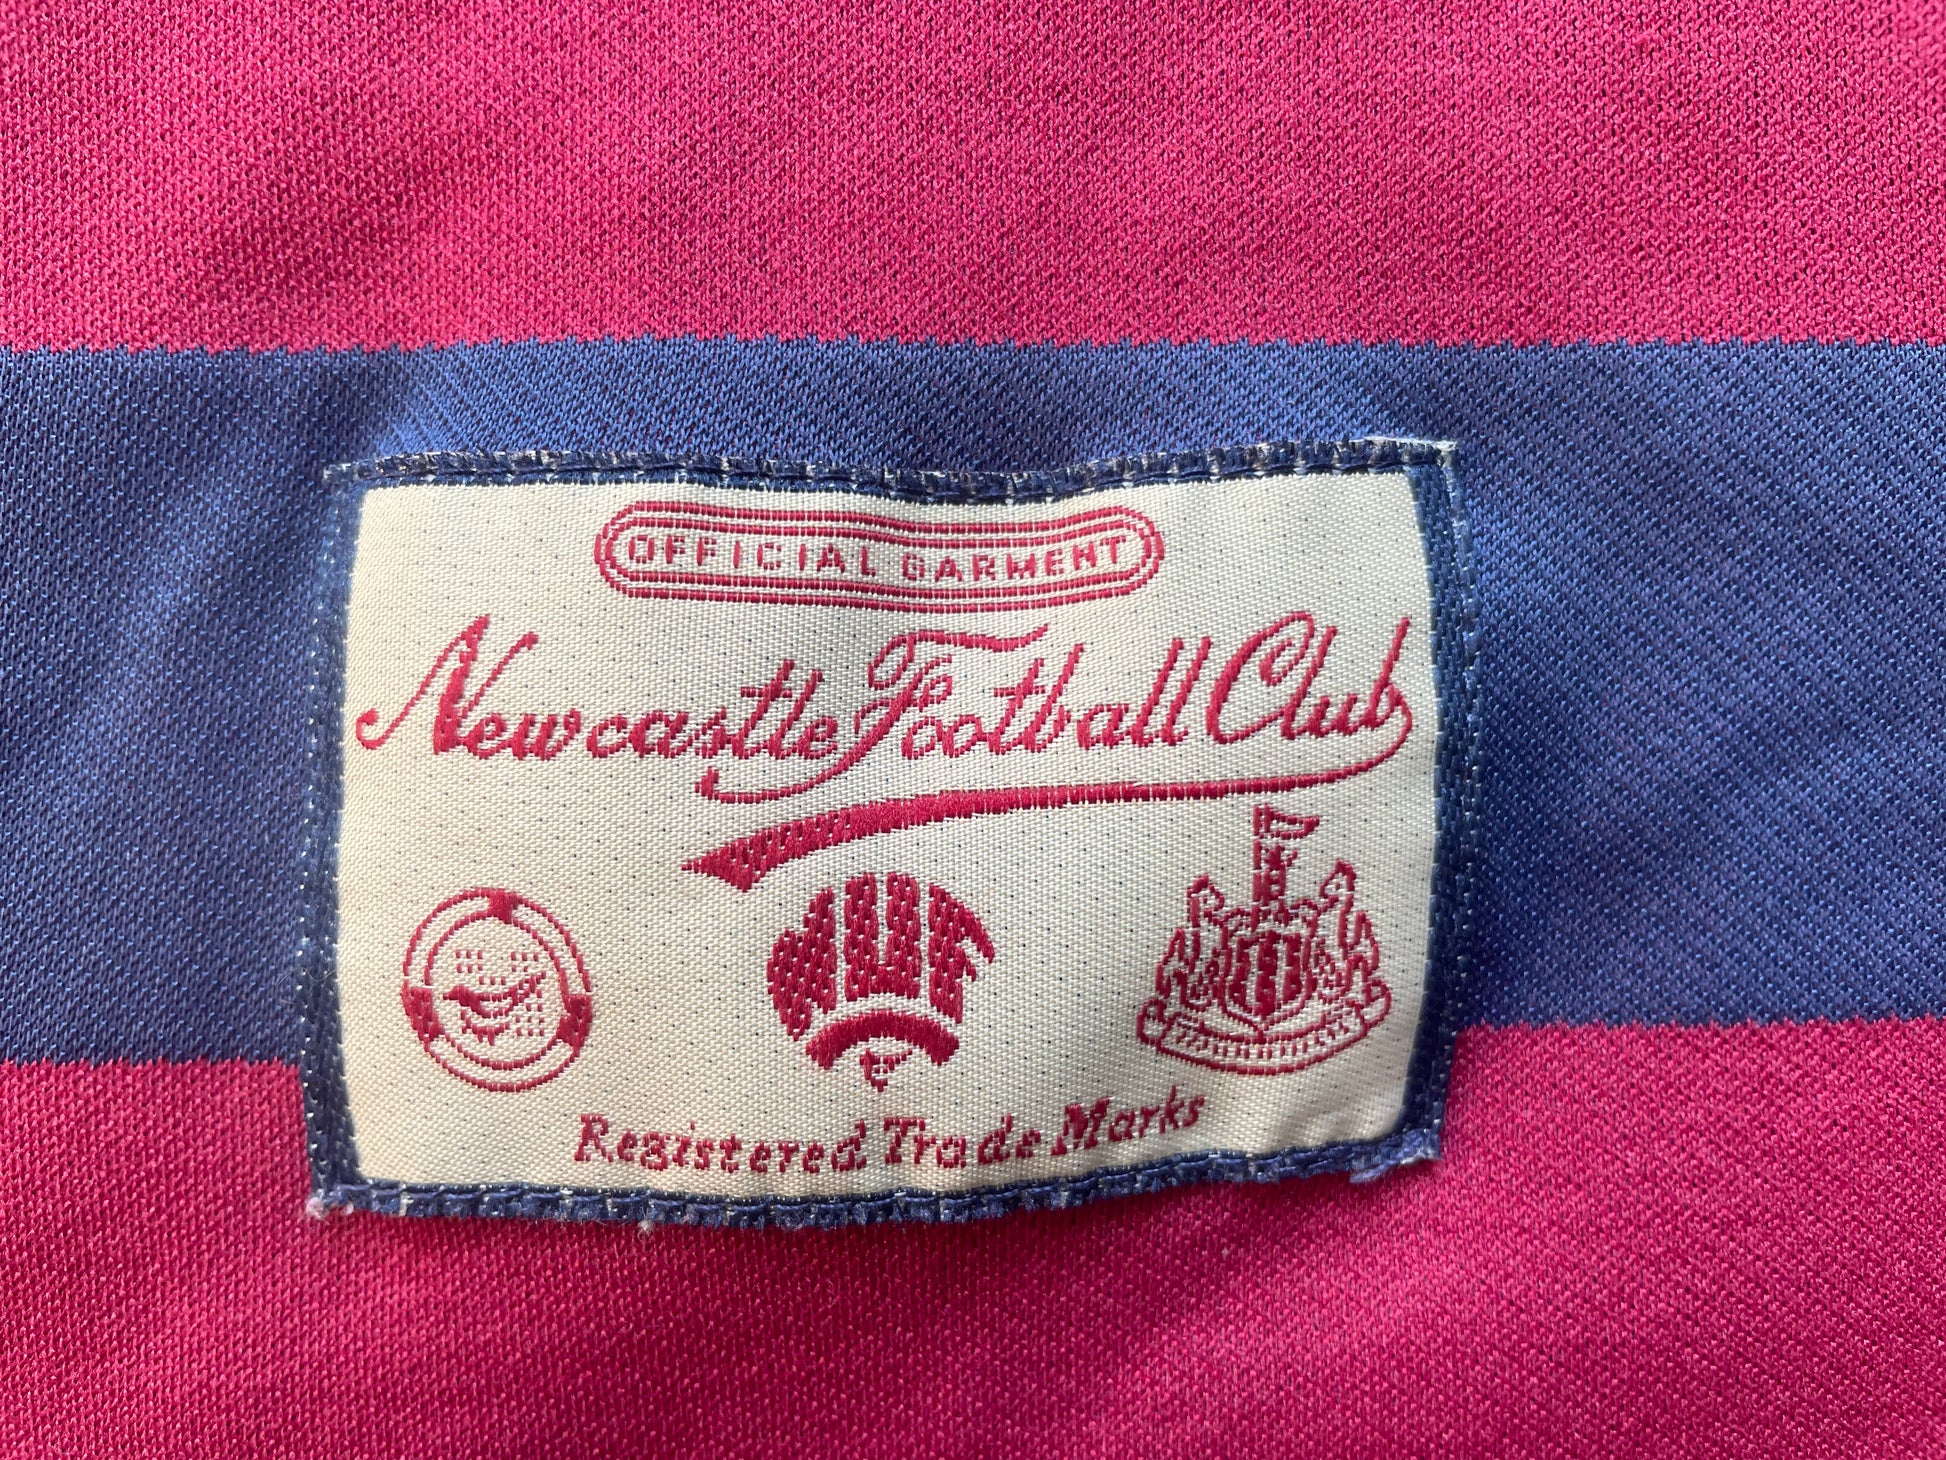 OFFICIAL GARMENT
Newcastle Football Club
Registered Trade Marks